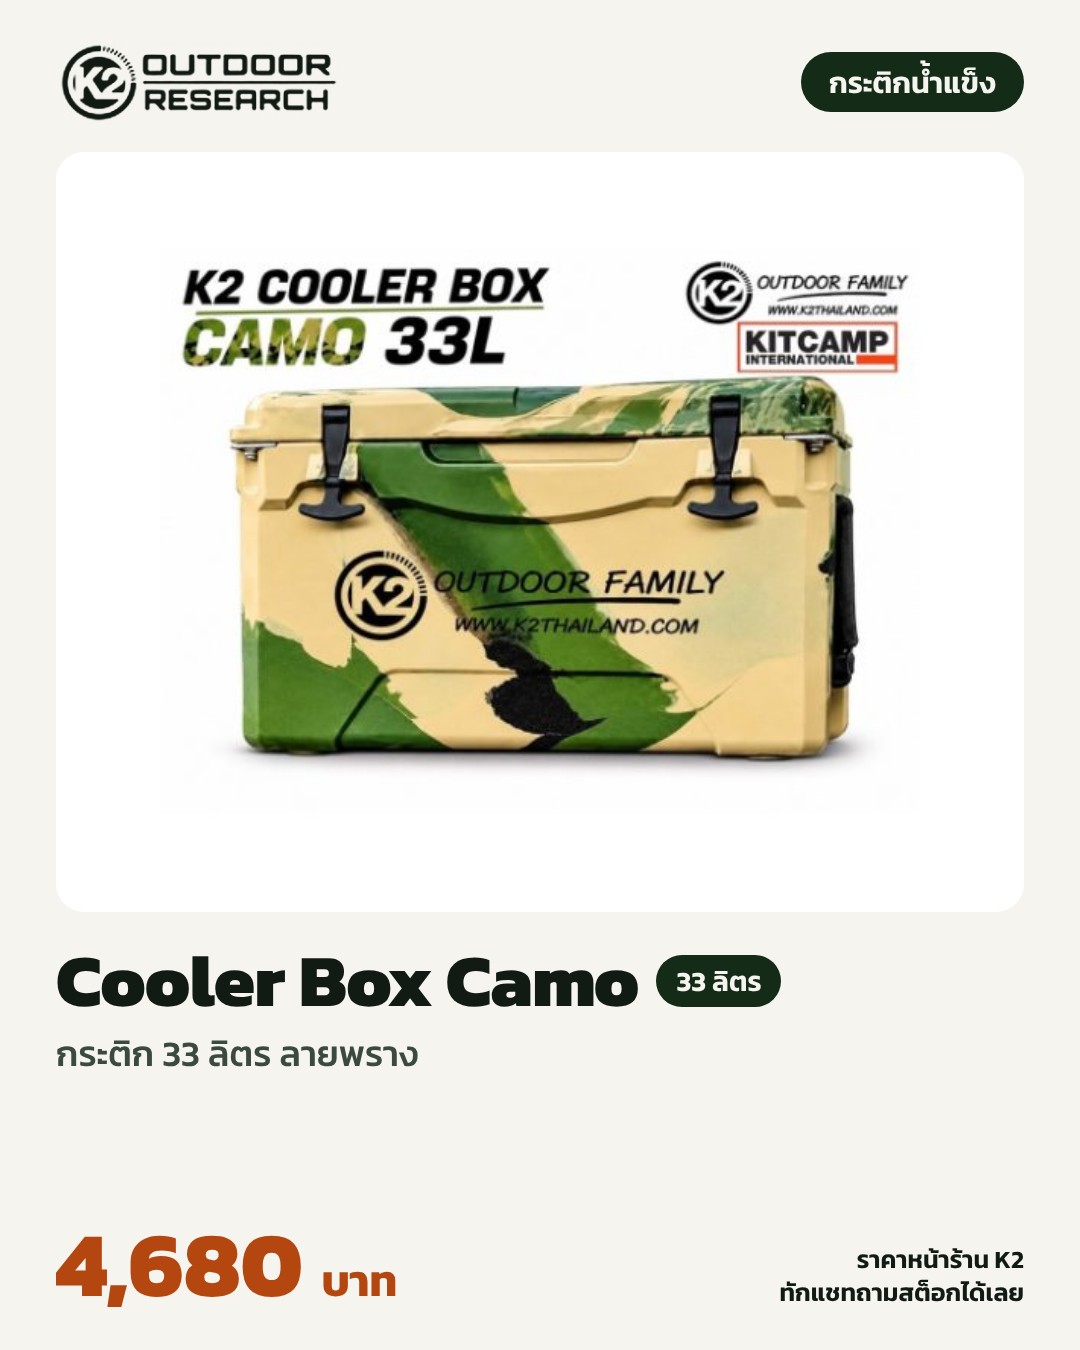 K2 OUTDOOR
RESEARCH
กระติกน้ำแข็ง
K2 COOLER BOX
CAMO 33L
K2 OUTDOOR FAMILY
WWW.K2THAILAND.COM
KITCAMP
INTERNATIONAL
K2 OUTDOOR FAMILY
WWW.K2THAILAND.COM
Cooler Box Camo 33 ลิตร
กระติก 33 ลิตร ลายพราง
4,680 บาท
ราคาหน้าร้าน K2
ทักแชทถามสต็อกได้เลย